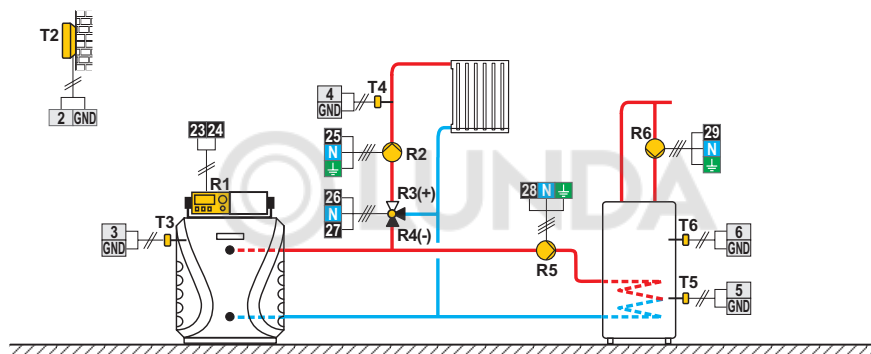 T2
2 GND
23 24
R1
3
GND
T3
4
GND
T4
25
N
R2
26
N
27
R3(+)
R4(-)
28 N
R5
R6
29
N
T6
6
GND
T5
5
GND
LUNDA